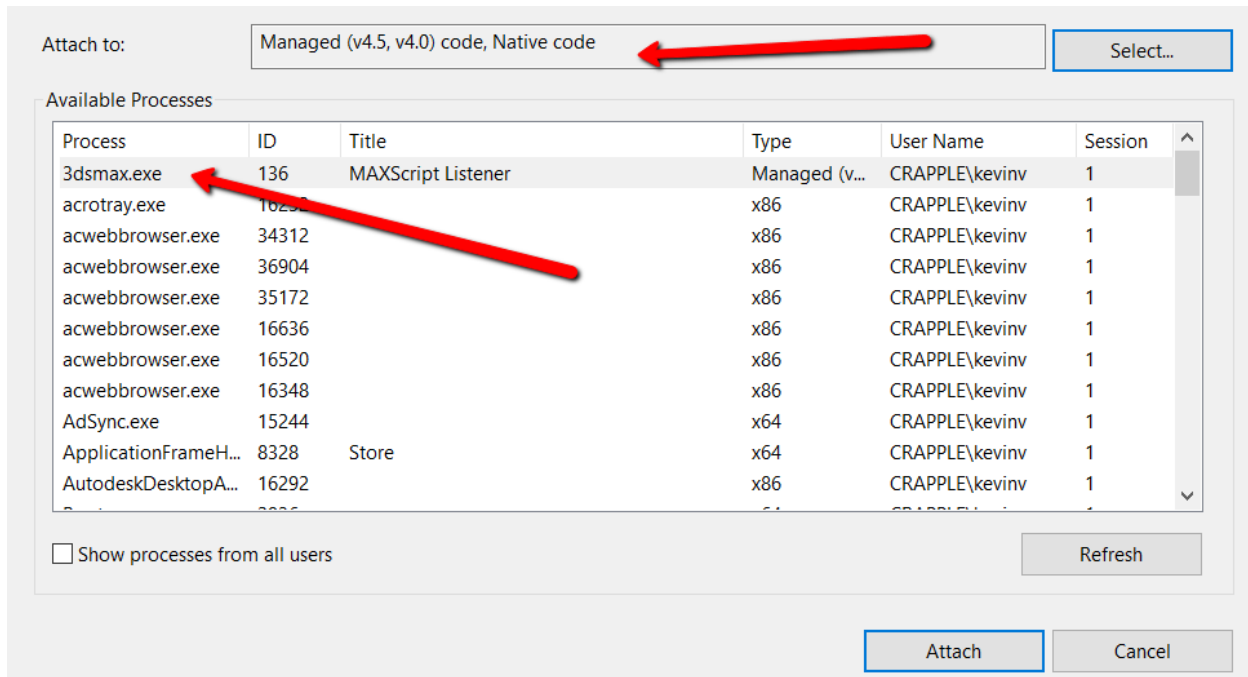 Attach to: Managed (v4.5, v4.0) code, Native code Select...
Available Processes
Process ID Title Type User Name Session
3dsmax.exe 136 MAXScript Listener Managed (v... CRAPPLE\kevinv 1
acrotray.exe x86 CRAPPLE\kevinv 1
acwebbrowser.exe 34312 x86 CRAPPLE\kevinv 1
acwebbrowser.exe 36904 x86 CRAPPLE\kevinv 1
acwebbrowser.exe 35172 x86 CRAPPLE\kevinv 1
acwebbrowser.exe 16636 x86 CRAPPLE\kevinv 1
acwebbrowser.exe 16520 x86 CRAPPLE\kevinv 1
acwebbrowser.exe 16348 x86 CRAPPLE\kevinv 1
AdSync.exe 15244 x64 CRAPPLE\kevinv 1
ApplicationFrameH... 8328 Store x64 CRAPPLE\kevinv 1
AutodeskDesktopA... 16292 x86 CRAPPLE\kevinv 1
Show processes from all users Refresh
Attach Cancel